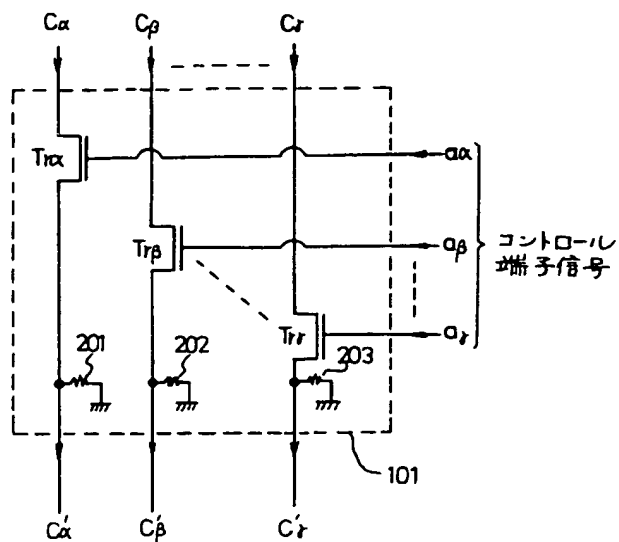 Cα Cβ Cγ
Trα
aα
Trβ
aβ
コントロール
端子信号
Trγ
aγ
201 202 203
101
C'α C'β C'γ